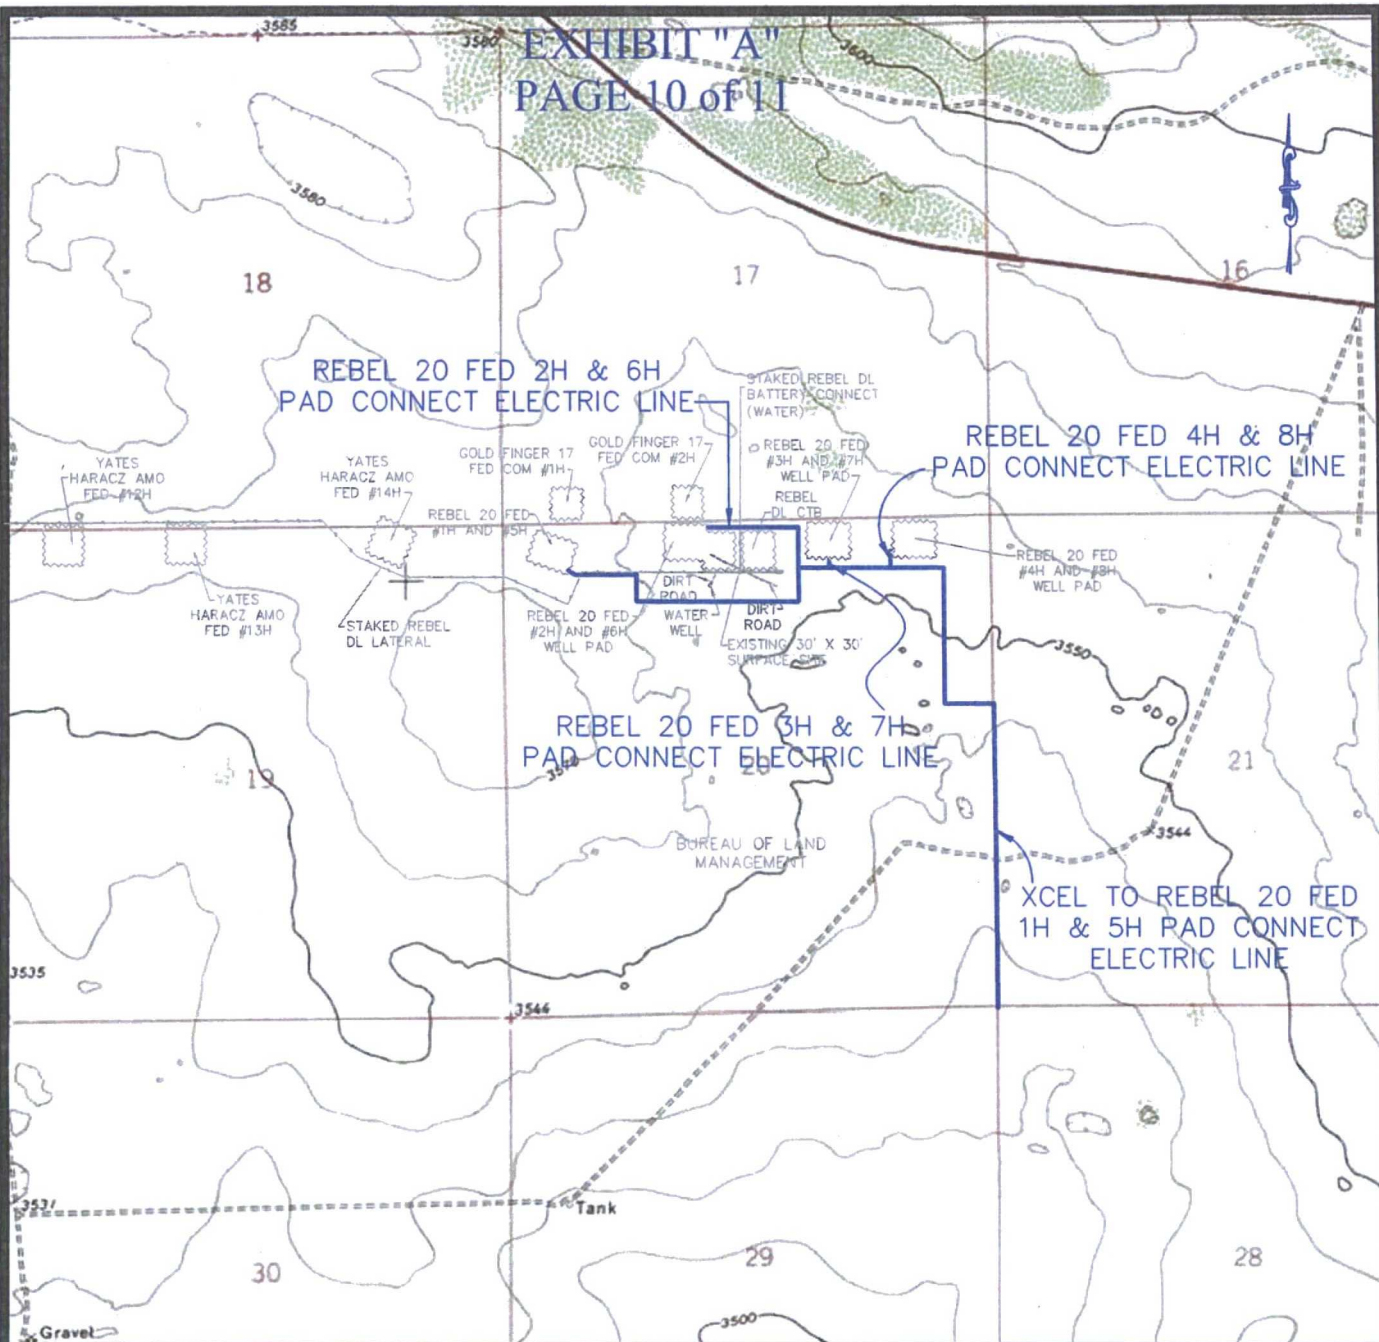 3585
3580
EXHIBIT "A"
PAGE 10 of 11
3600
3580
18
17
16
REBEL 20 FED 2H & 6H
PAD CONNECT ELECTRIC LINE
STAKED REBEL DL
BATTERY CONNECT
(WATER)
REBEL 20 FED 4H & 8H
PAD CONNECT ELECTRIC LINE
YATES
HARACZ AMO
FED #12H
YATES
HARACZ AMO
FED #14H
GOLD FINGER 17
FED COM #1H
GOLD FINGER 17
FED COM #2H
REBEL 20 FED
#3H AND #7H
WELL PAD
REBEL
DL CTB
REBEL 20 FED
#1H AND #5H
REBEL 20 FED
#4H AND #8H
WELL PAD
YATES
HARACZ AMO
FED #13H
STAKED REBEL
DL LATERAL
REBEL 20 FED
#2H AND #6H
WELL PAD
DIRT
ROAD
WATER
WELL
DIRT
ROAD
EXISTING 30' X 30'
SURFACE SITE
3550
REBEL 20 FED 3H & 7H
PAD CONNECT ELECTRIC LINE
19
20
21
3544
BUREAU OF LAND
MANAGEMENT
XCEL TO REBEL 20 FED
1H & 5H PAD CONNECT
ELECTRIC LINE
3535
3544
3531
Tank
30
29
28
3500
Gravel